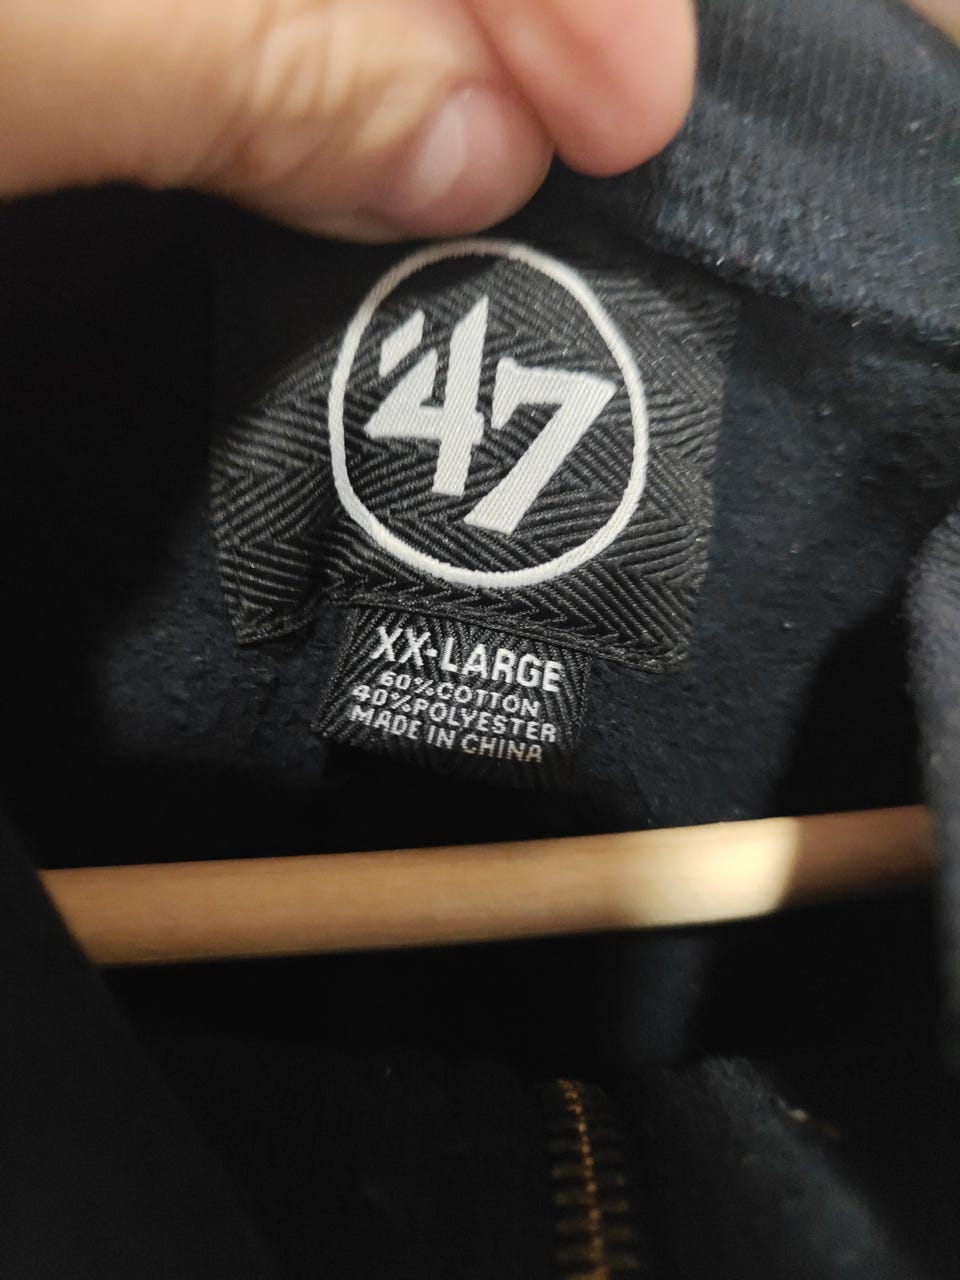 '47
XX-LARGE
60%COTTON
40%POLYESTER
MADE IN CHINA